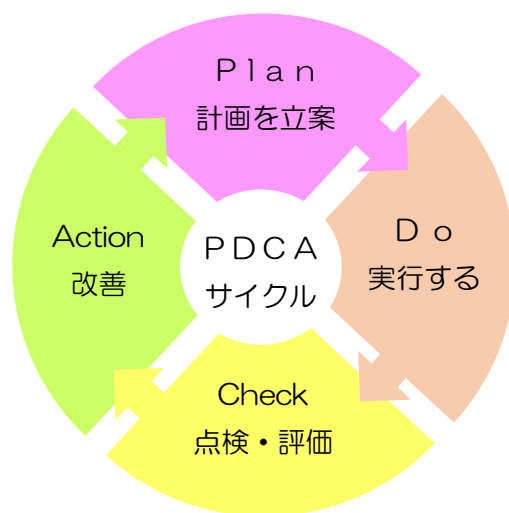 Ｐｌａｎ
計画を立案
Ｄｏ
実行する
Check
点検・評価
Action
改善
ＰＤＣＡ
サイクル